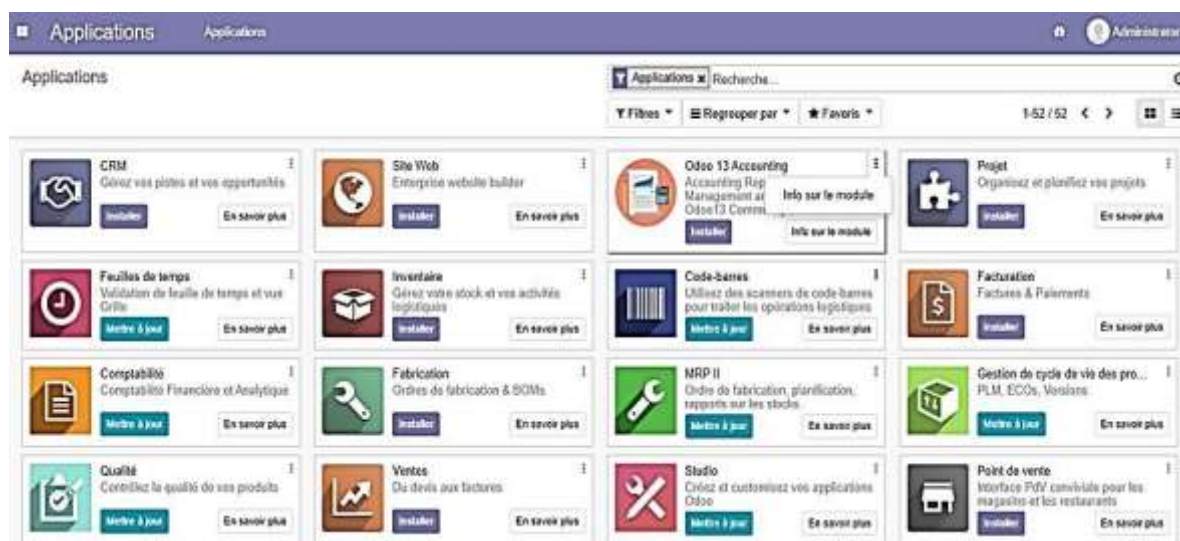 Applications Applications Administrator
Applications
Applications x Recherche...
Filtres Regrouper par Favoris 1-52 / 52
CRM
Gérez vos pistes et vos opportunités
Installer En savoir plus
Site Web
Enterprise website builder
Installer En savoir plus
Odoo 13 Accounting
Accounting Rep
Management ar
Odoo13 Commu
Info sur le module
Installer Info sur le module
Projet
Organisez et planifiez vos projets
Installer En savoir plus
Feuilles de temps
Validation de feuille de temps et vue
Grille
Mettre à jour En savoir plus
Inventaire
Gérez votre stock et vos activités
logistiques
Installer En savoir plus
Code-barres
Utilisez des scanners de code-barres
pour traiter les opérations logistiques
Mettre à jour En savoir plus
Facturation
Factures & Paiements
Installer En savoir plus
Comptabilité
Comptabilité Financière et Analytique
Mettre à jour En savoir plus
Fabrication
Ordres de fabrication & BOMs
Installer En savoir plus
MRP II
Ordre de fabrication, planification,
rapports sur les stocks
Mettre à jour En savoir plus
Gestion de cycle de vie des pro...
PLM, ECOs, Versions
Mettre à jour En savoir plus
Qualité
Contrôlez la qualité de vos produits
Mettre à jour En savoir plus
Ventes
Du devis aux factures
Installer En savoir plus
Studio
Créez et customisez vos applications
Odoo
Mettre à jour En savoir plus
Point de vente
Interface PdV conviviale pour les
magasins et les restaurants
Installer En savoir plus